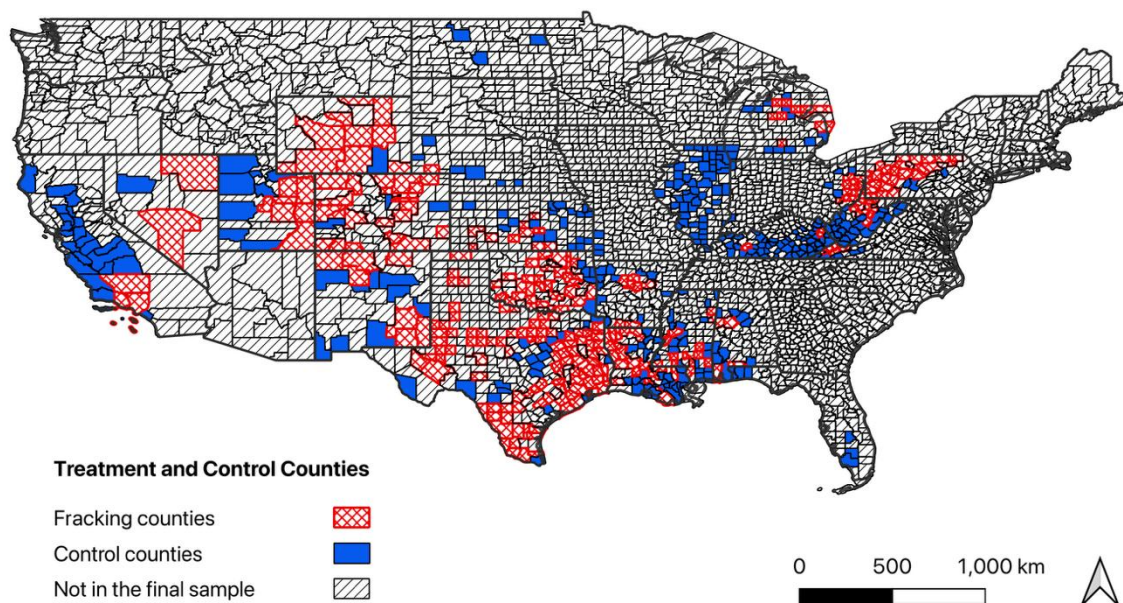 Treatment and Control Counties
Fracking counties
Control counties
Not in the final sample
0 500 1,000 km